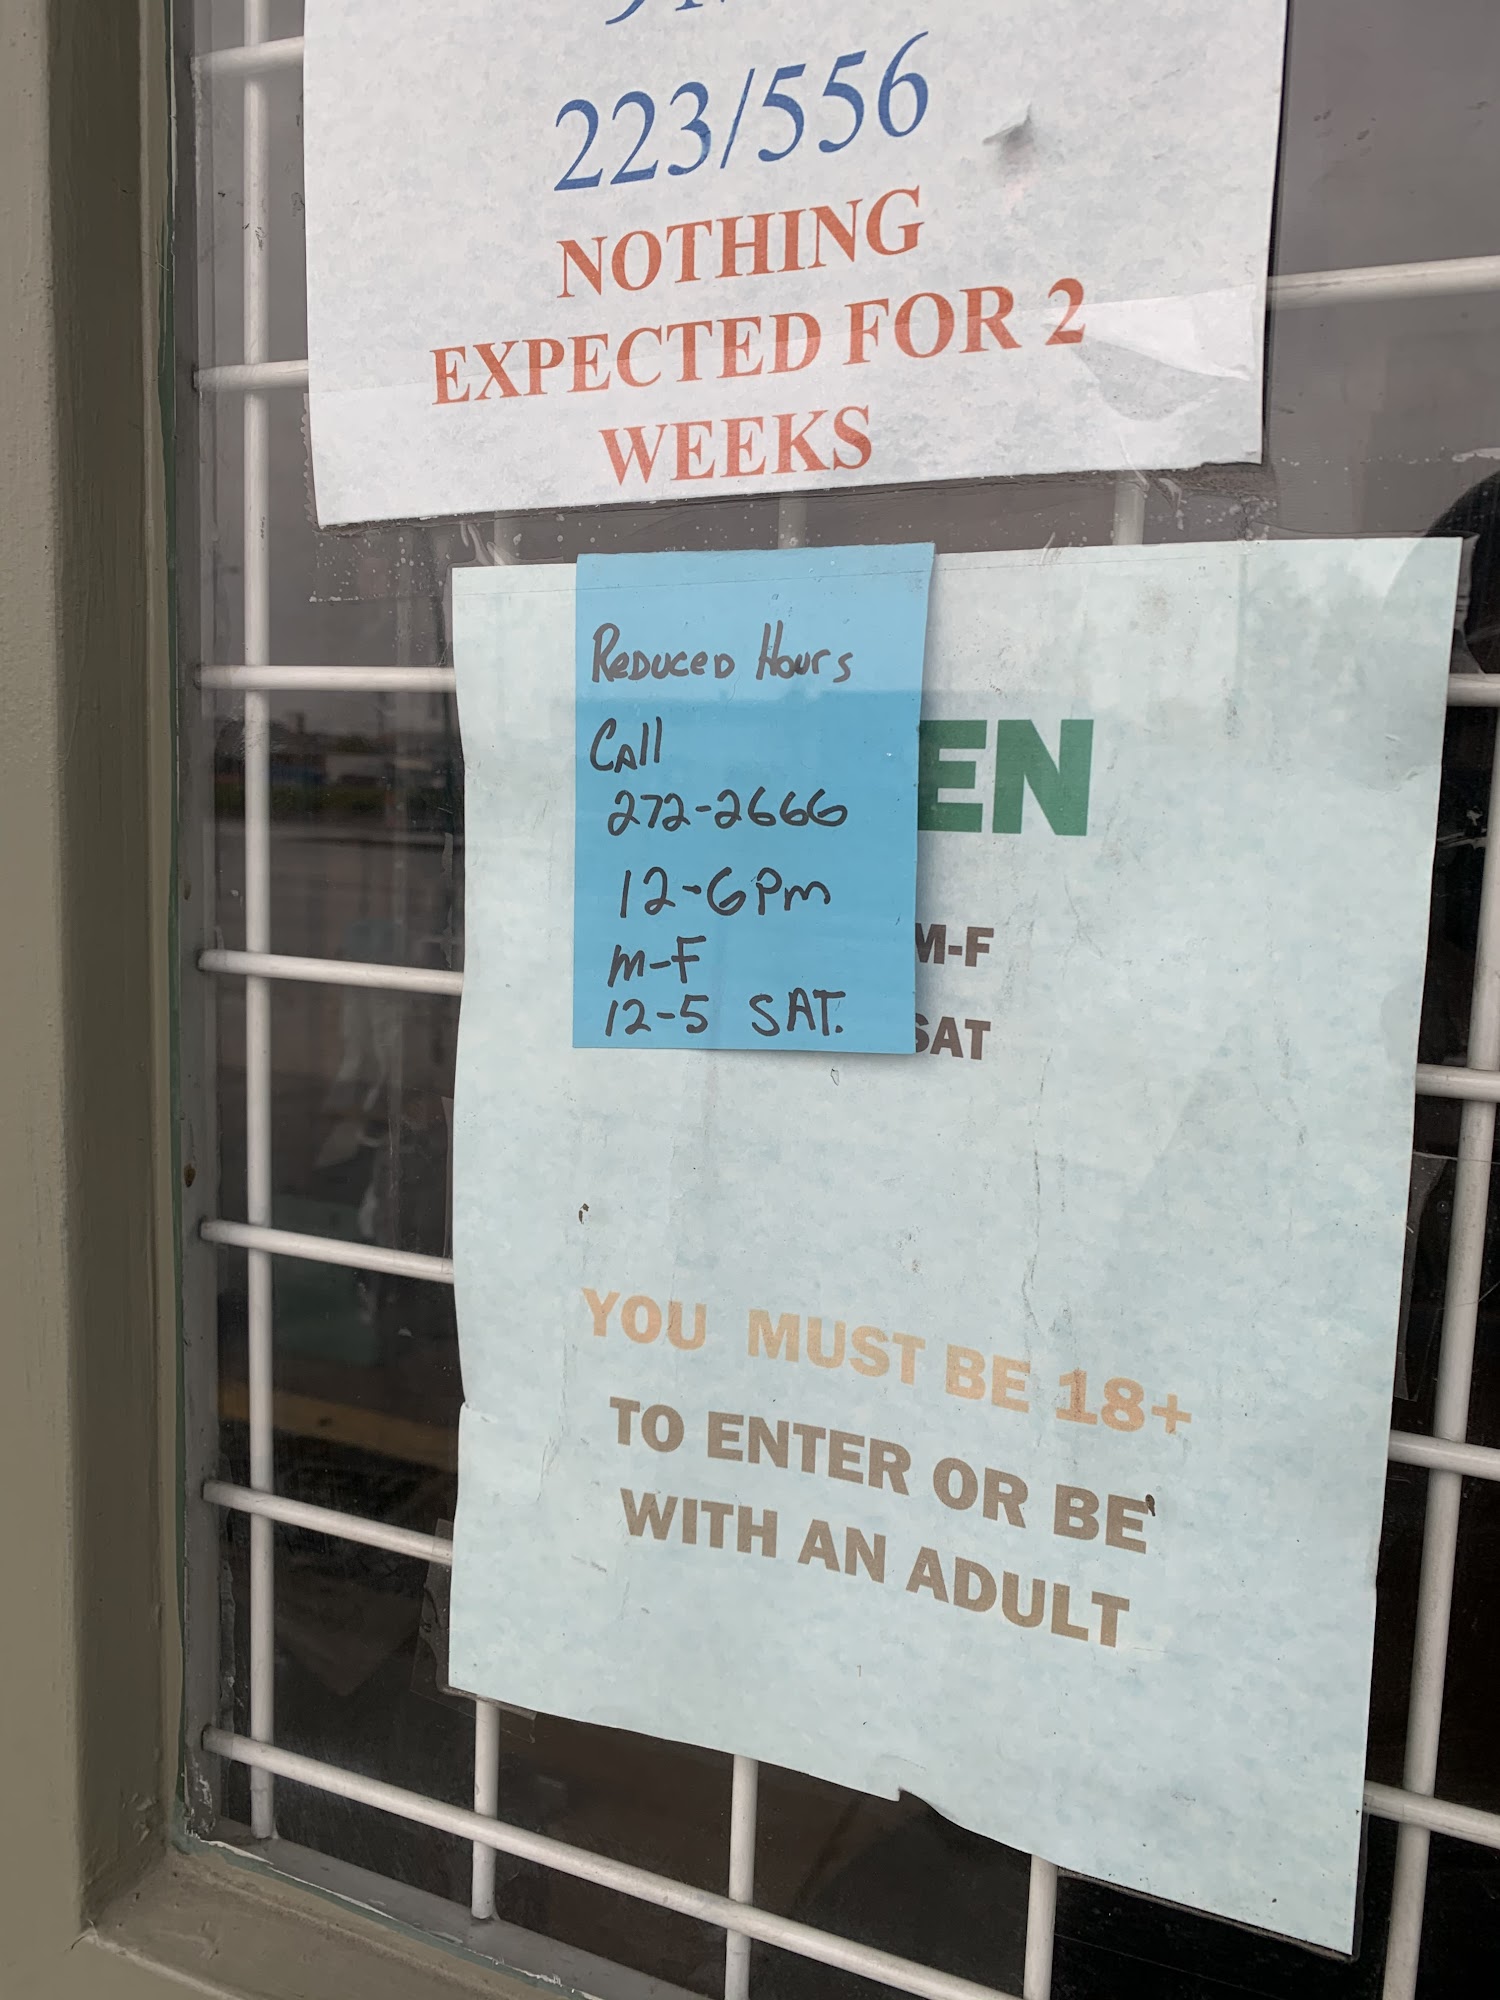 223/556
NOTHING
EXPECTED FOR 2
WEEKS
Reduced Hours
Call
272-2666
12-6pm
M-F
12-5 SAT.
EN
M-F
SAT
YOU MUST BE 18+
TO ENTER OR BE
WITH AN ADULT